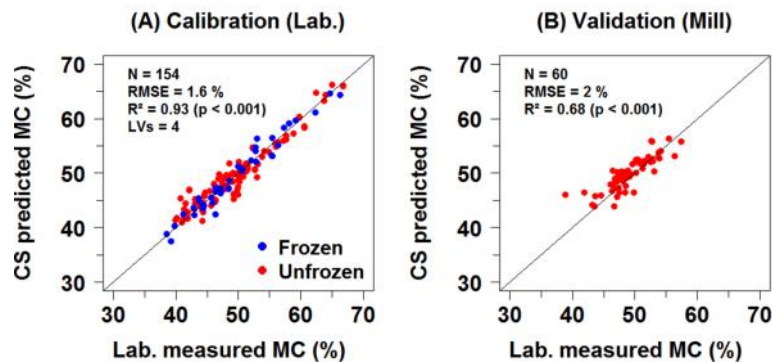 (A) Calibration (Lab.)
CS predicted MC (%)
70
60
50
40
30
N = 154
RMSE = 1.6 %
R² = 0.93 (p < 0.001)
LVs = 4
Frozen
Unfrozen
30 40 50 60 70
Lab. measured MC (%)
(B) Validation (Mill)
CS predicted MC (%)
70
60
50
40
30
N = 60
RMSE = 2 %
R² = 0.68 (p < 0.001)
30 40 50 60 70
Lab. measured MC (%)